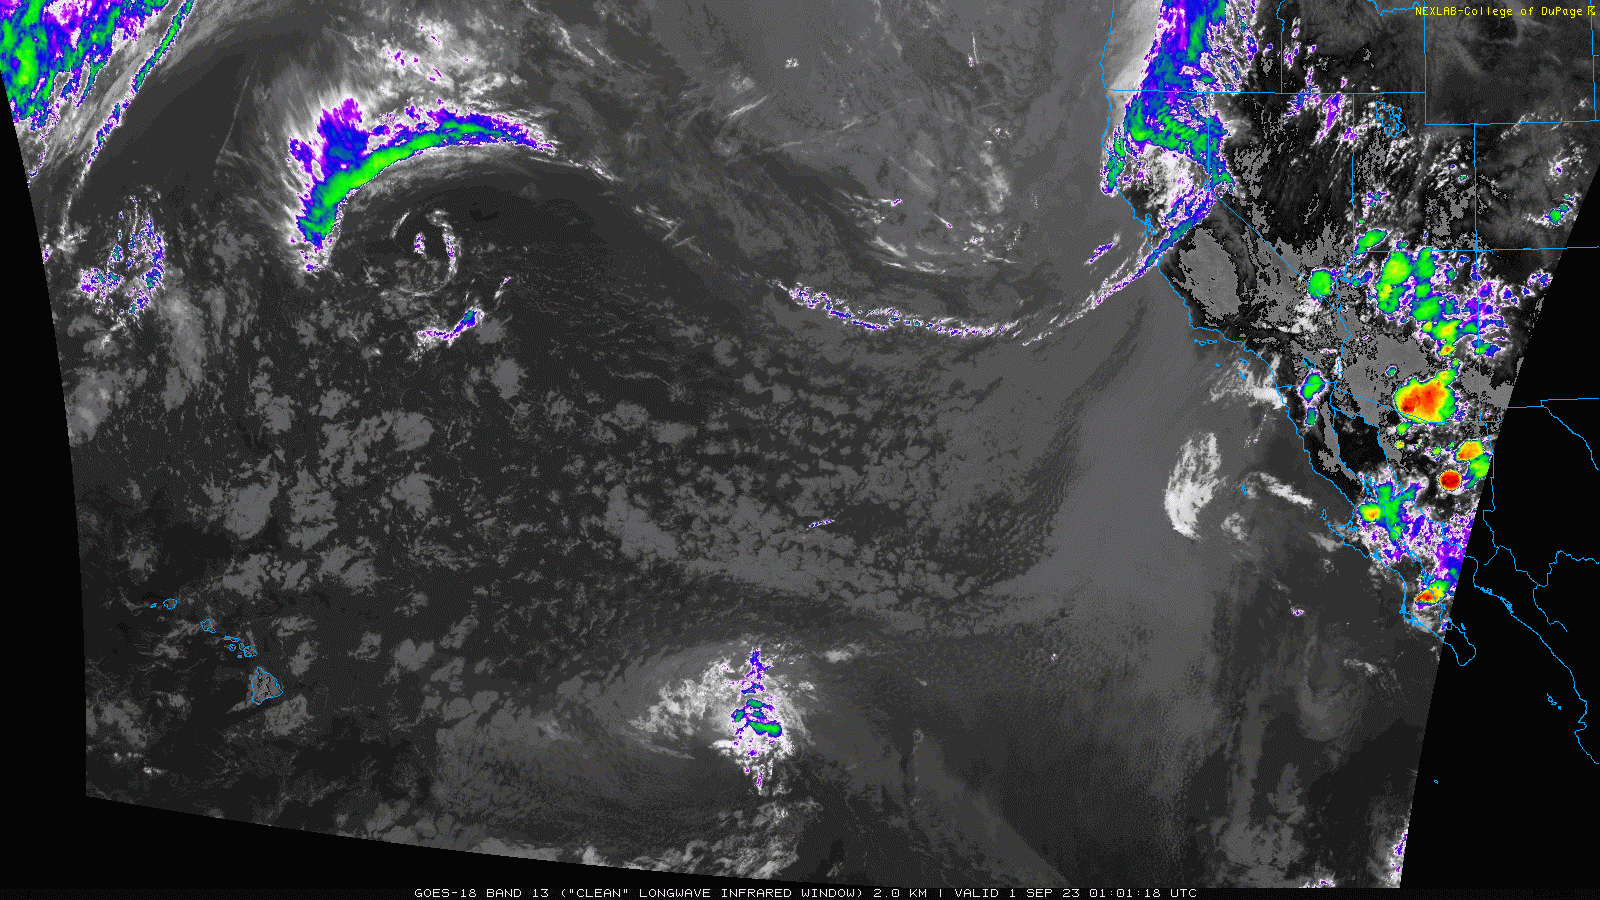 NEXLAB-College of DuPage
GOES-18 BAND 13 ("CLEAN" LONGWAVE INFRARED WINDOW) 2.0 KM | VALID 1 SEP 23 01:01:18 UTC